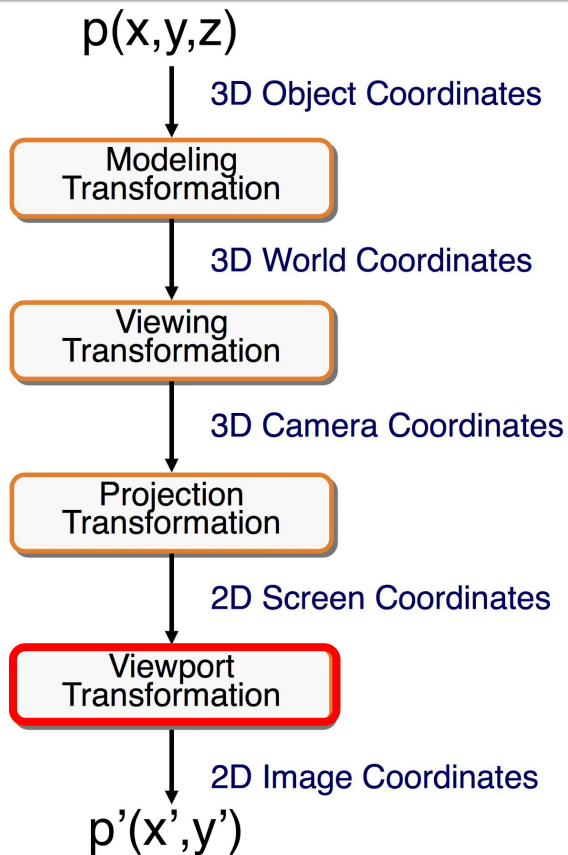 p(x,y,z)
3D Object Coordinates
Modeling
Transformation
3D World Coordinates
Viewing
Transformation
3D Camera Coordinates
Projection
Transformation
2D Screen Coordinates
Viewport
Transformation
2D Image Coordinates
p’(x’,y’)